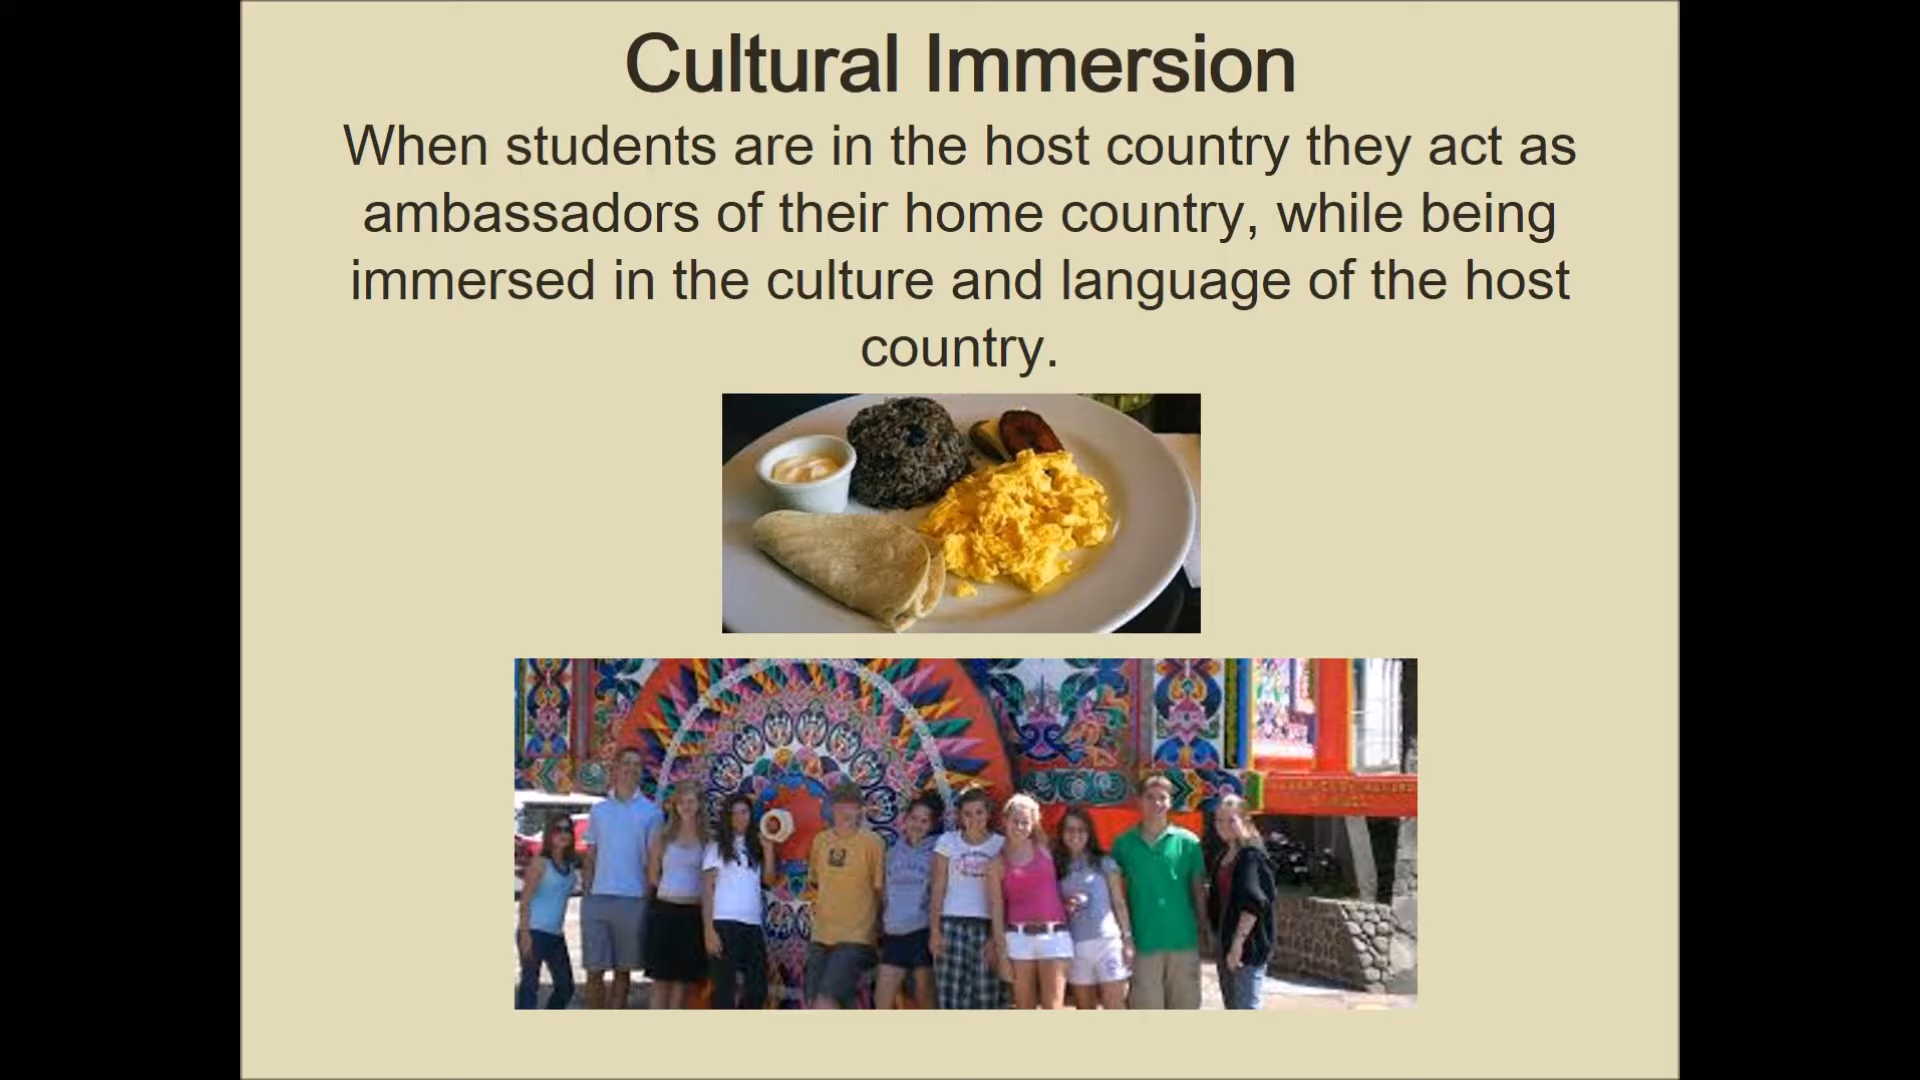 Cultural Immersion
When students are in the host country they act as
ambassadors of their home country, while being
immersed in the culture and language of the host
country.